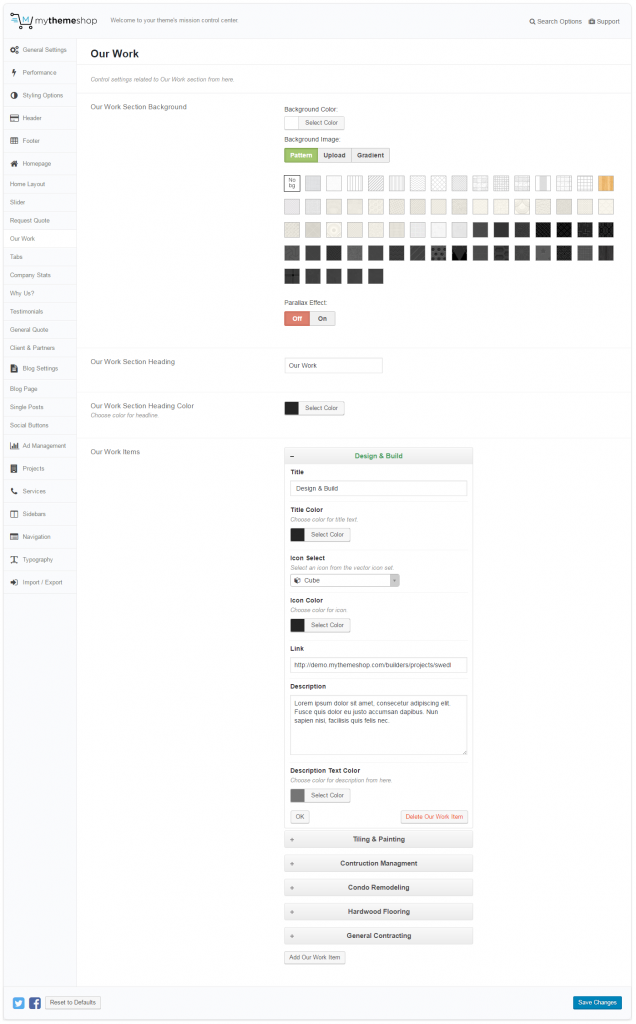 mythemeshop
Welcome to your theme's mission control center.
Search Options
Support
General Settings
Performance
Styling Options
Header
Footer
Homepage
Home Layout
Slider
Request Quote
Our Work
Tabs
Company Stats
Why Us?
Testimonials
General Quote
Client & Partners
Blog Settings
Blog Page
Single Posts
Social Buttons
Ad Management
Projects
Services
Sidebars
Navigation
Typography
Import / Export
Our Work
Control settings related to Our Work section from here.
Our Work Section Background
Background Color:
Select Color
Background Image:
Pattern Upload Gradient
No
bg
Parallax Effect:
Off On
Our Work Section Heading
Our Work
Our Work Section Heading Color
Choose color for headline.
Select Color
Our Work Items
– Design & Build
Title
Design & Build
Title Color
Choose color for title text.
Select Color
Icon Select
Select an icon from the vector icon set.
Cube
Icon Color
Choose color for icon.
Select Color
Link
http://demo.mythemeshop.com/builders/projects/swedi
Description
Lorem ipsum dolor sit amet, consecetur adipiscing elit.
Fusce quis dolor eu justo accumsan dapibus. Nun
sapien nisi, facilisis quis felis nec.
Description Text Color
Choose color for description from here.
Select Color
OK
Delete Our Work Item
+ Tiling & Painting
+ Contruction Managment
+ Condo Remodeling
+ Hardwood Flooring
+ General Contracting
Add Our Work Item
Reset to Defaults
Save Changes